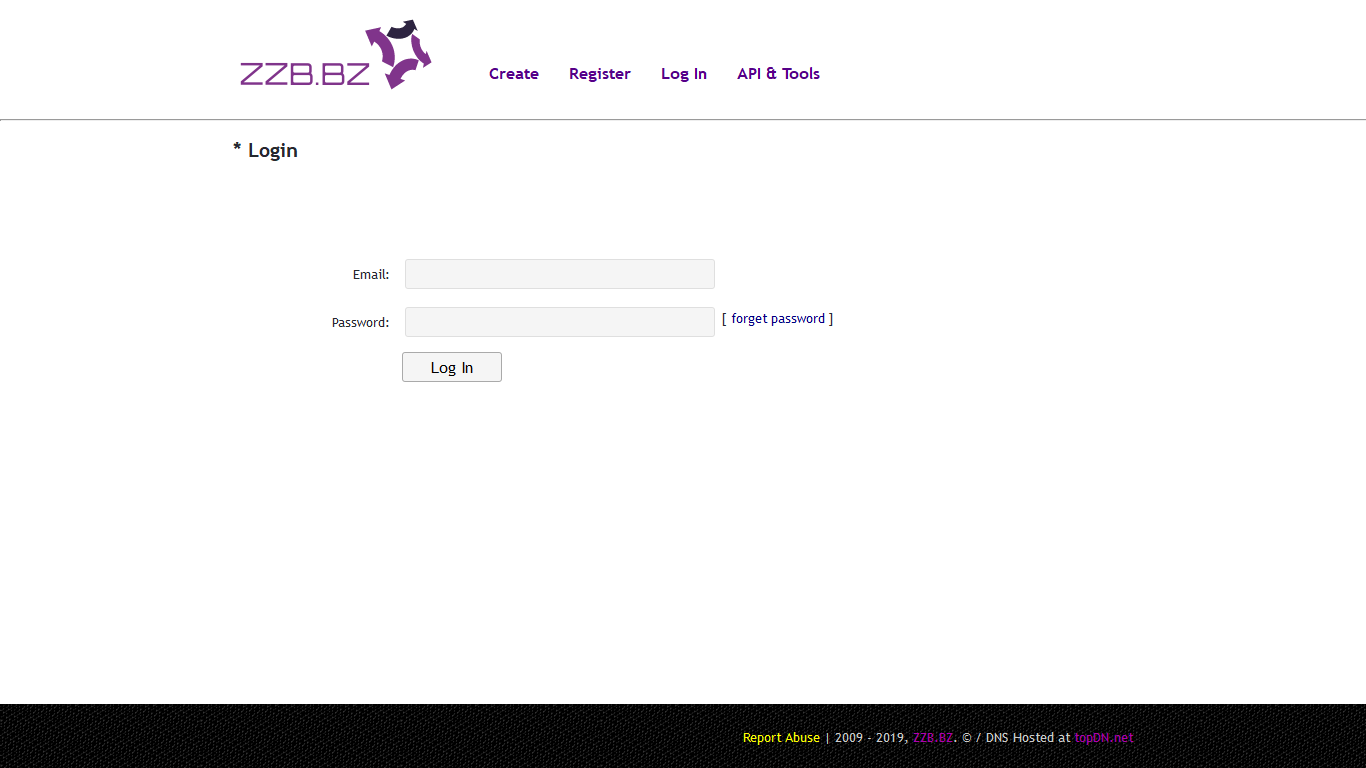 ZZB.BZ
Create Register Log In API & Tools
* Login
Email:
Password: [ forget password ]
Log In
Report Abuse | 2009 - 2019, ZZB.BZ. © / DNS Hosted at topDN.net